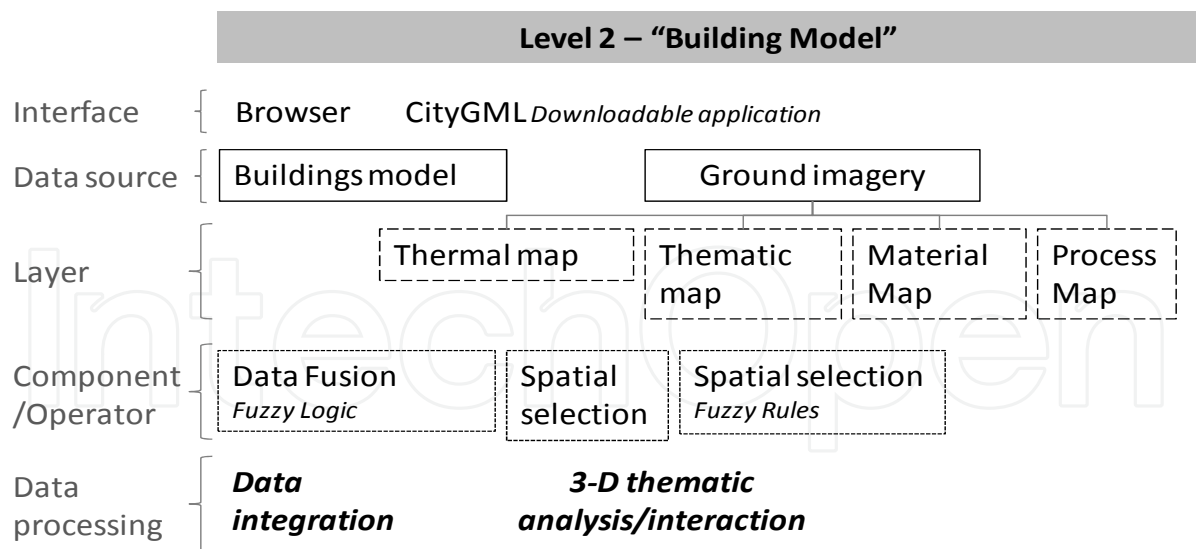 Level 2 – “Building Model”
Interface
Browser
CityGML Downloadable application
Data source
Buildings model
Ground imagery
Layer
Thermal map
Thematic
map
Material
Map
Process
Map
Component
/Operator
Data Fusion
Fuzzy Logic
Spatial
selection
Spatial selection
Fuzzy Rules
Data
processing
Data
integration
3-D thematic
analysis/interaction
IntechOpen